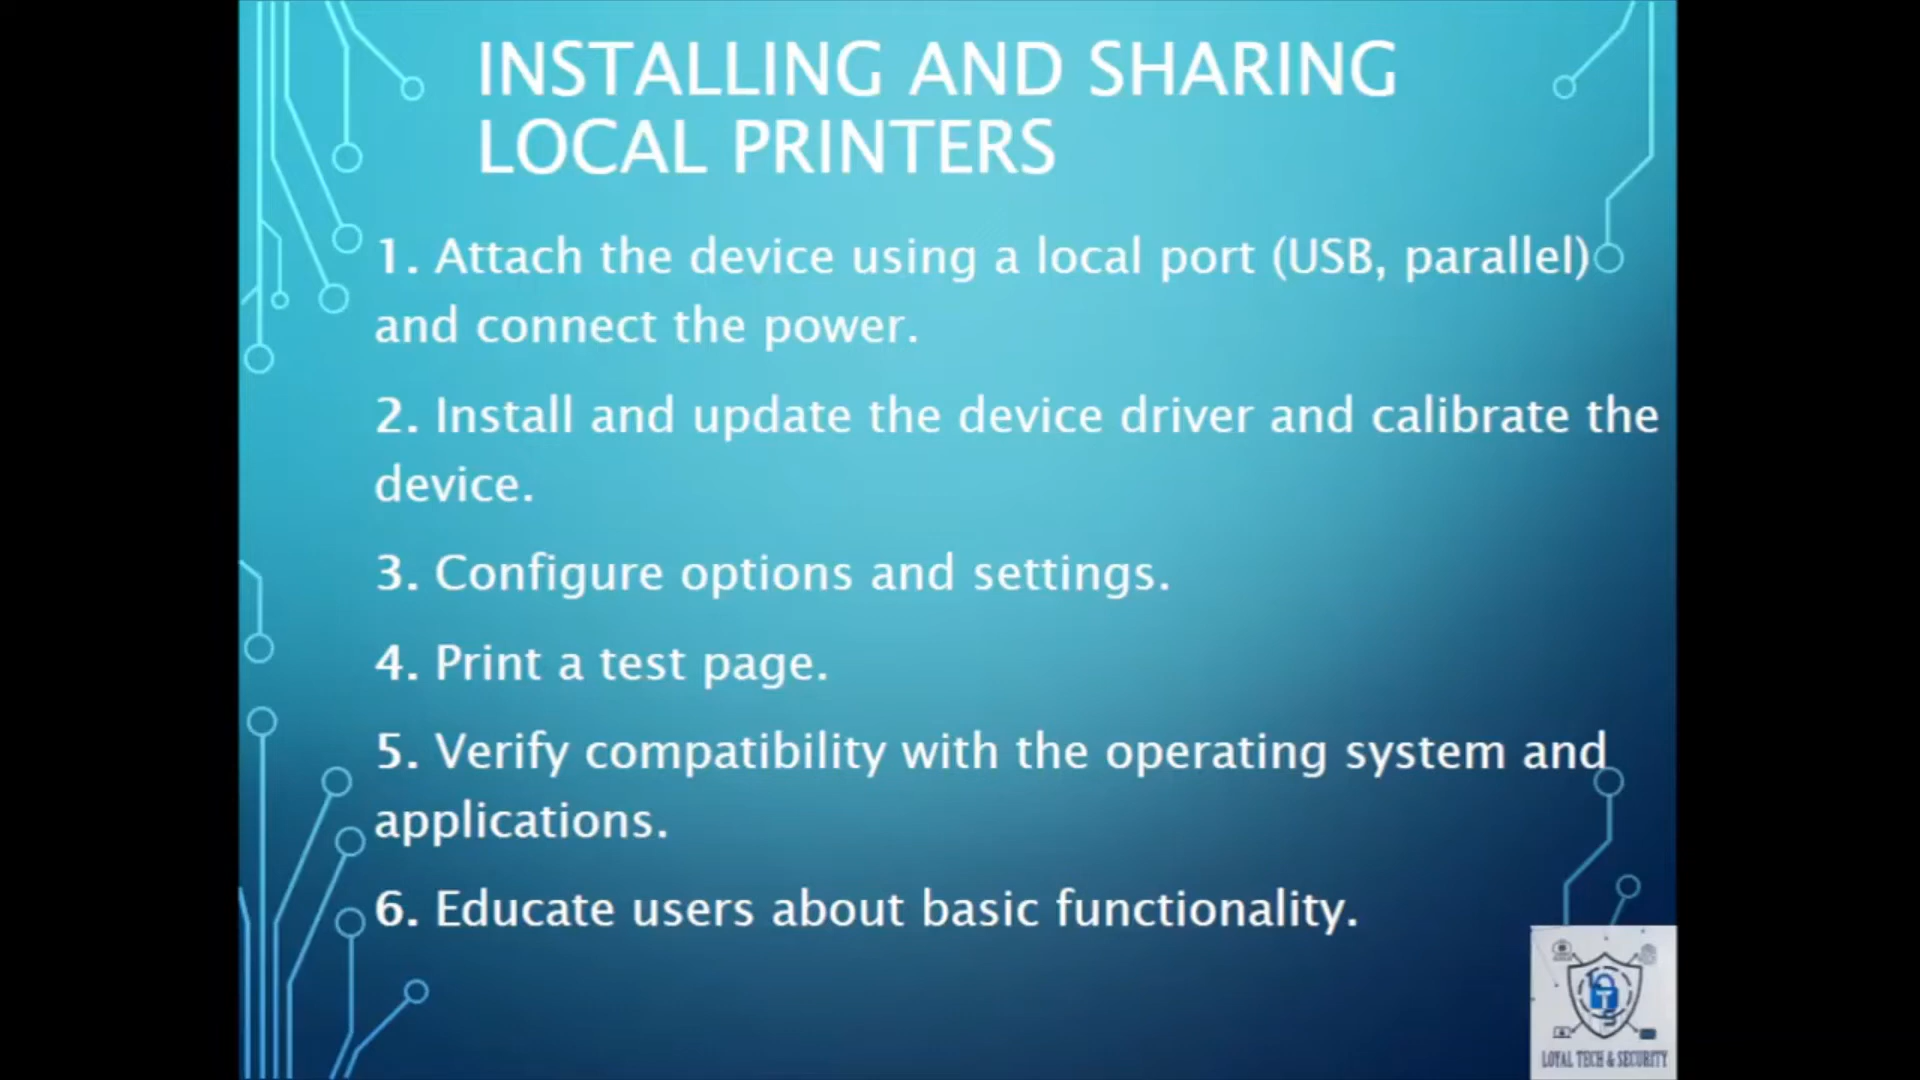 INSTALLING AND SHARING
LOCAL PRINTERS
1. Attach the device using a local port (USB, parallel)
and connect the power.
2. Install and update the device driver and calibrate the
device.
3. Configure options and settings.
4. Print a test page.
5. Verify compatibility with the operating system and
applications.
6. Educate users about basic functionality.
LOYAL TECH & SECURITY